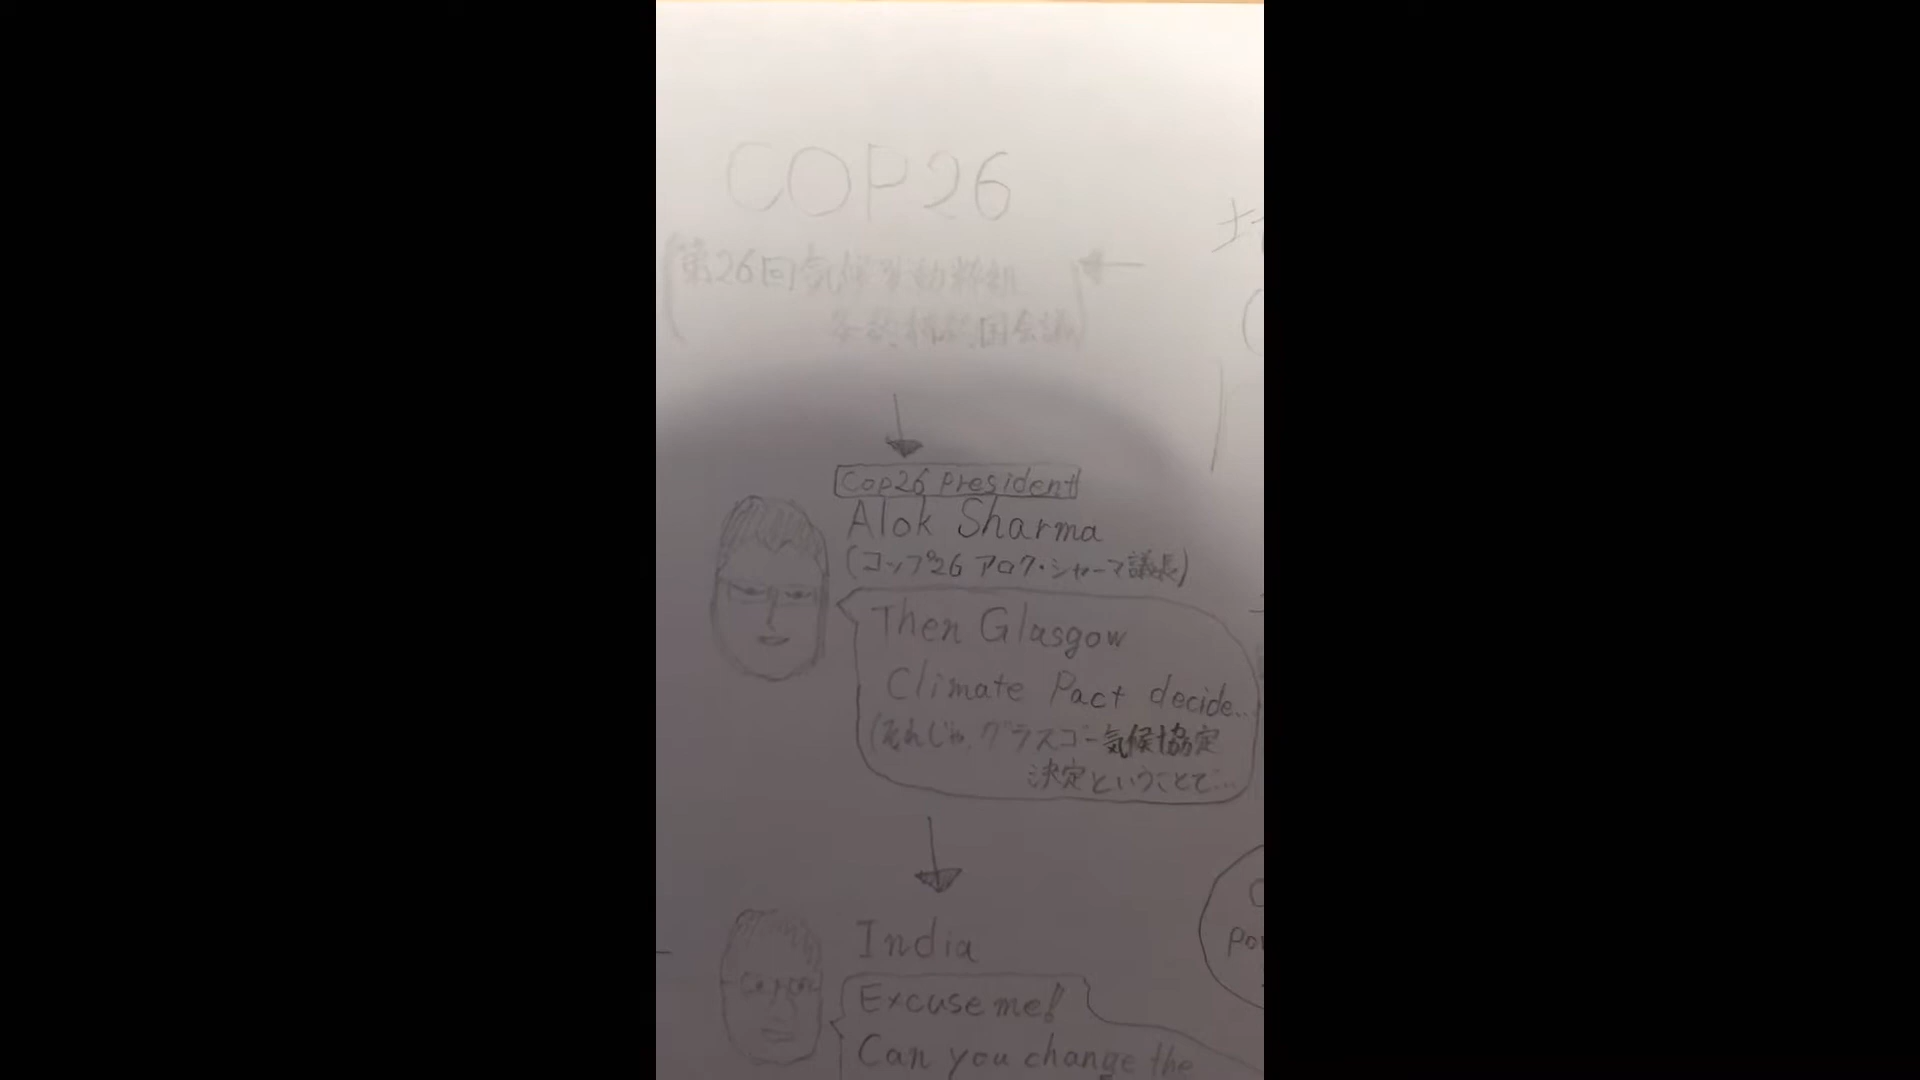 COP26
(第26回気候変動枠組
条約締約国会議)
Cop26 President
Alok Sharma
(コップ26 アロク・シャーマ議長)
Then Glasgow
Climate Pact decide...
(それじゃ、グラスゴー気候協定
決定ということで...
India
Excuse me!
Can you change the